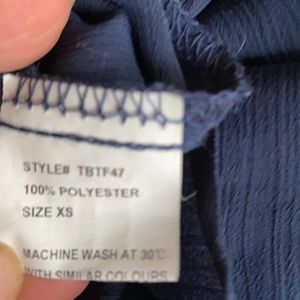 STYLE# TBTF47
100% POLYESTER
SIZE XS
MACHINE WASH AT 30℃
WITH SIMILAR COLOURS